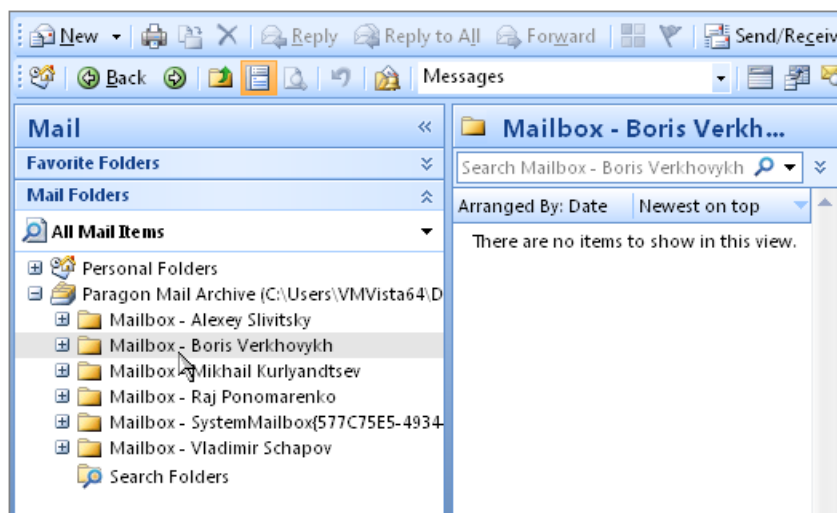 New Reply Reply to All Forward Send/Receiv
Back Messages
Mail
Favorite Folders
Mail Folders
All Mail Items
Personal Folders
Paragon Mail Archive (C:\Users\VMVista64\D
Mailbox - Alexey Slivitsky
Mailbox - Boris Verkhovykh
Mailbox - Mikhail Kurlyandtsev
Mailbox - Raj Ponomarenko
Mailbox - SystemMailbox{577C75E5-4934-
Mailbox - Vladimir Schapov
Search Folders
Mailbox - Boris Verkh...
Search Mailbox - Boris Verkhovykh
Arranged By: Date Newest on top
There are no items to show in this view.